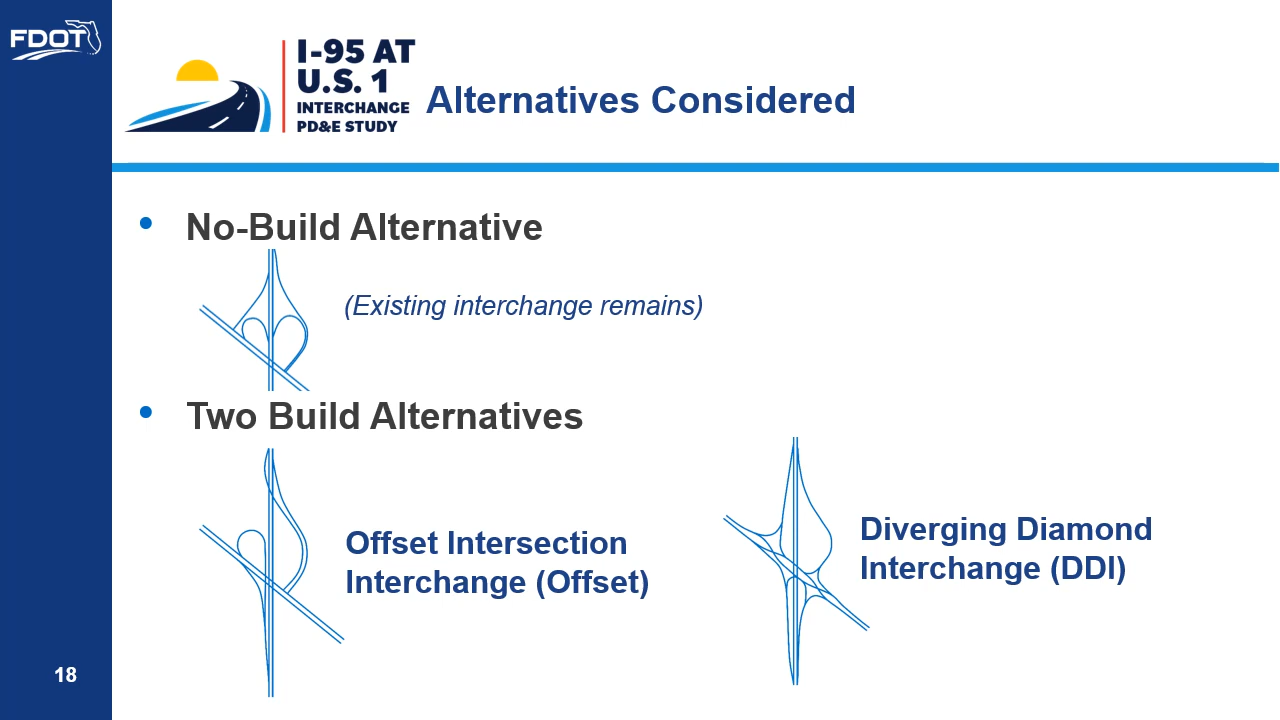 FDOT
I-95 AT
U.S. 1
INTERCHANGE
PD&E STUDY
Alternatives Considered
• No-Build Alternative
(Existing interchange remains)
• Two Build Alternatives
Offset Intersection
Interchange (Offset)
Diverging Diamond
Interchange (DDI)
18